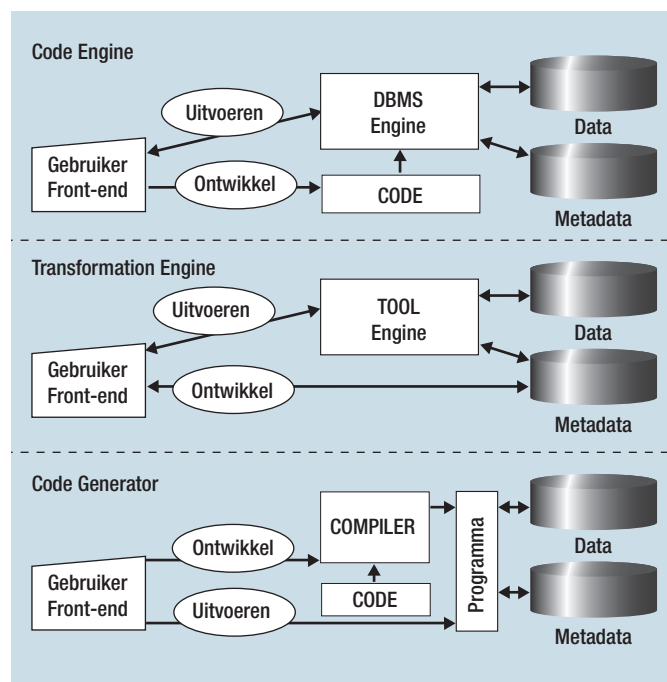 Code Engine
Uitvoeren
DBMS
Engine
Data
Gebruiker
Front-end
Ontwikkel
CODE
Metadata
Transformation Engine
Uitvoeren
TOOL
Engine
Data
Gebruiker
Front-end
Ontwikkel
Metadata
Code Generator
Ontwikkel
COMPILER
Programma
Data
Gebruiker
Front-end
Uitvoeren
CODE
Metadata